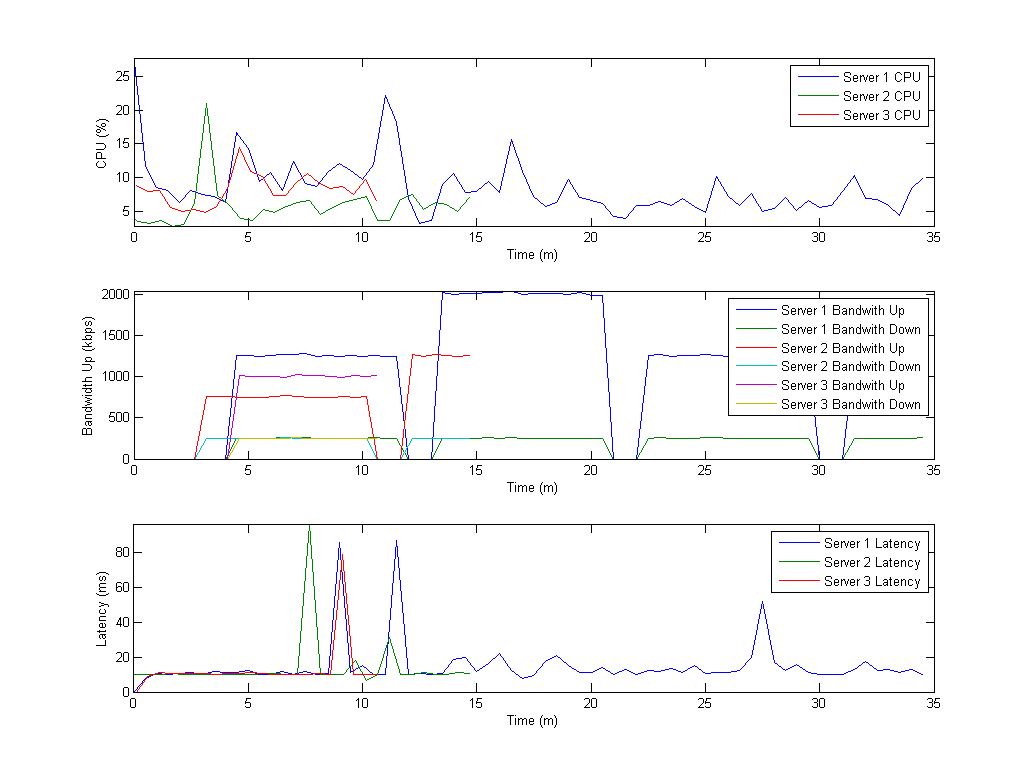 25
20
15
10
5
CPU (%)
Server 1 CPU
Server 2 CPU
Server 3 CPU
0 5 10 15 20 25 30 35
Time (m)
2000
1500
1000
500
0
Bandwidth Up (kbps)
Server 1 Bandwith Up
Server 1 Bandwith Down
Server 2 Bandwith Up
Server 2 Bandwith Down
Server 3 Bandwith Up
Server 3 Bandwith Down
0 5 10 15 20 25 30 35
Time (m)
80
60
40
20
0
Latency (ms)
Server 1 Latency
Server 2 Latency
Server 3 Latency
0 5 10 15 20 25 30 35
Time (m)